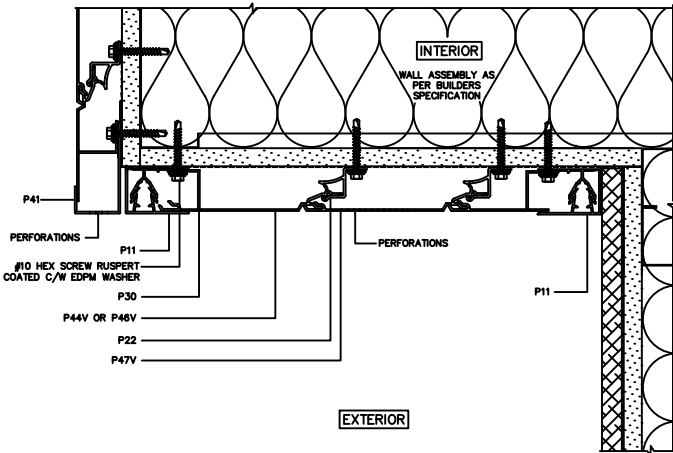 INTERIOR
WALL ASSEMBLY AS
PER BUILDERS
SPECIFICATION
P41
PERFORATIONS
P11
#10 HEX SCREW RUSPERT
COATED C/W EDPM WASHER
P30
P44V OR P46V
P22
P47V
PERFORATIONS
P11
EXTERIOR